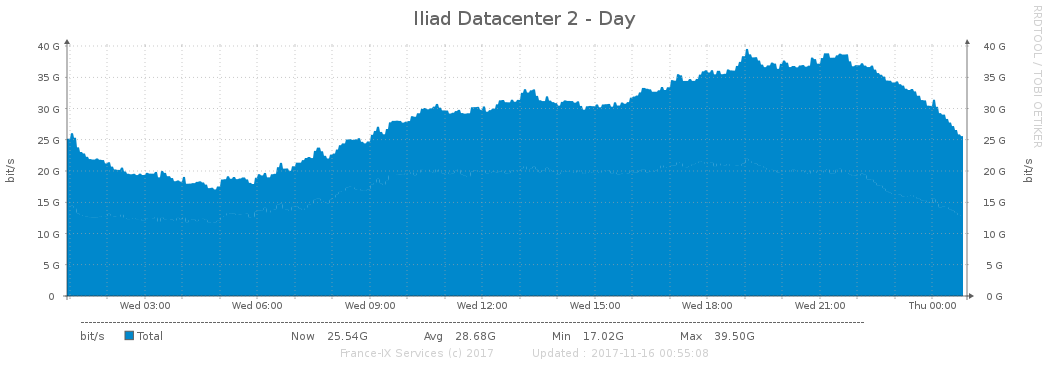 Iliad Datacenter 2 - Day
RRDTOOL / TOBI OETIKER
40 G 40 G
35 G 35 G
30 G 30 G
25 G 25 G
20 G 20 G
15 G 15 G
10 G 10 G
5 G 5 G
0 0 G
bit/s bit/s
Wed 03:00 Wed 06:00 Wed 09:00 Wed 12:00 Wed 15:00 Wed 18:00 Wed 21:00 Thu 00:00
bit/s Total Now 25.54G Avg 28.68G Min 17.02G Max 39.50G
France-IX Services (c) 2017 Updated : 2017-11-16 00:55:08